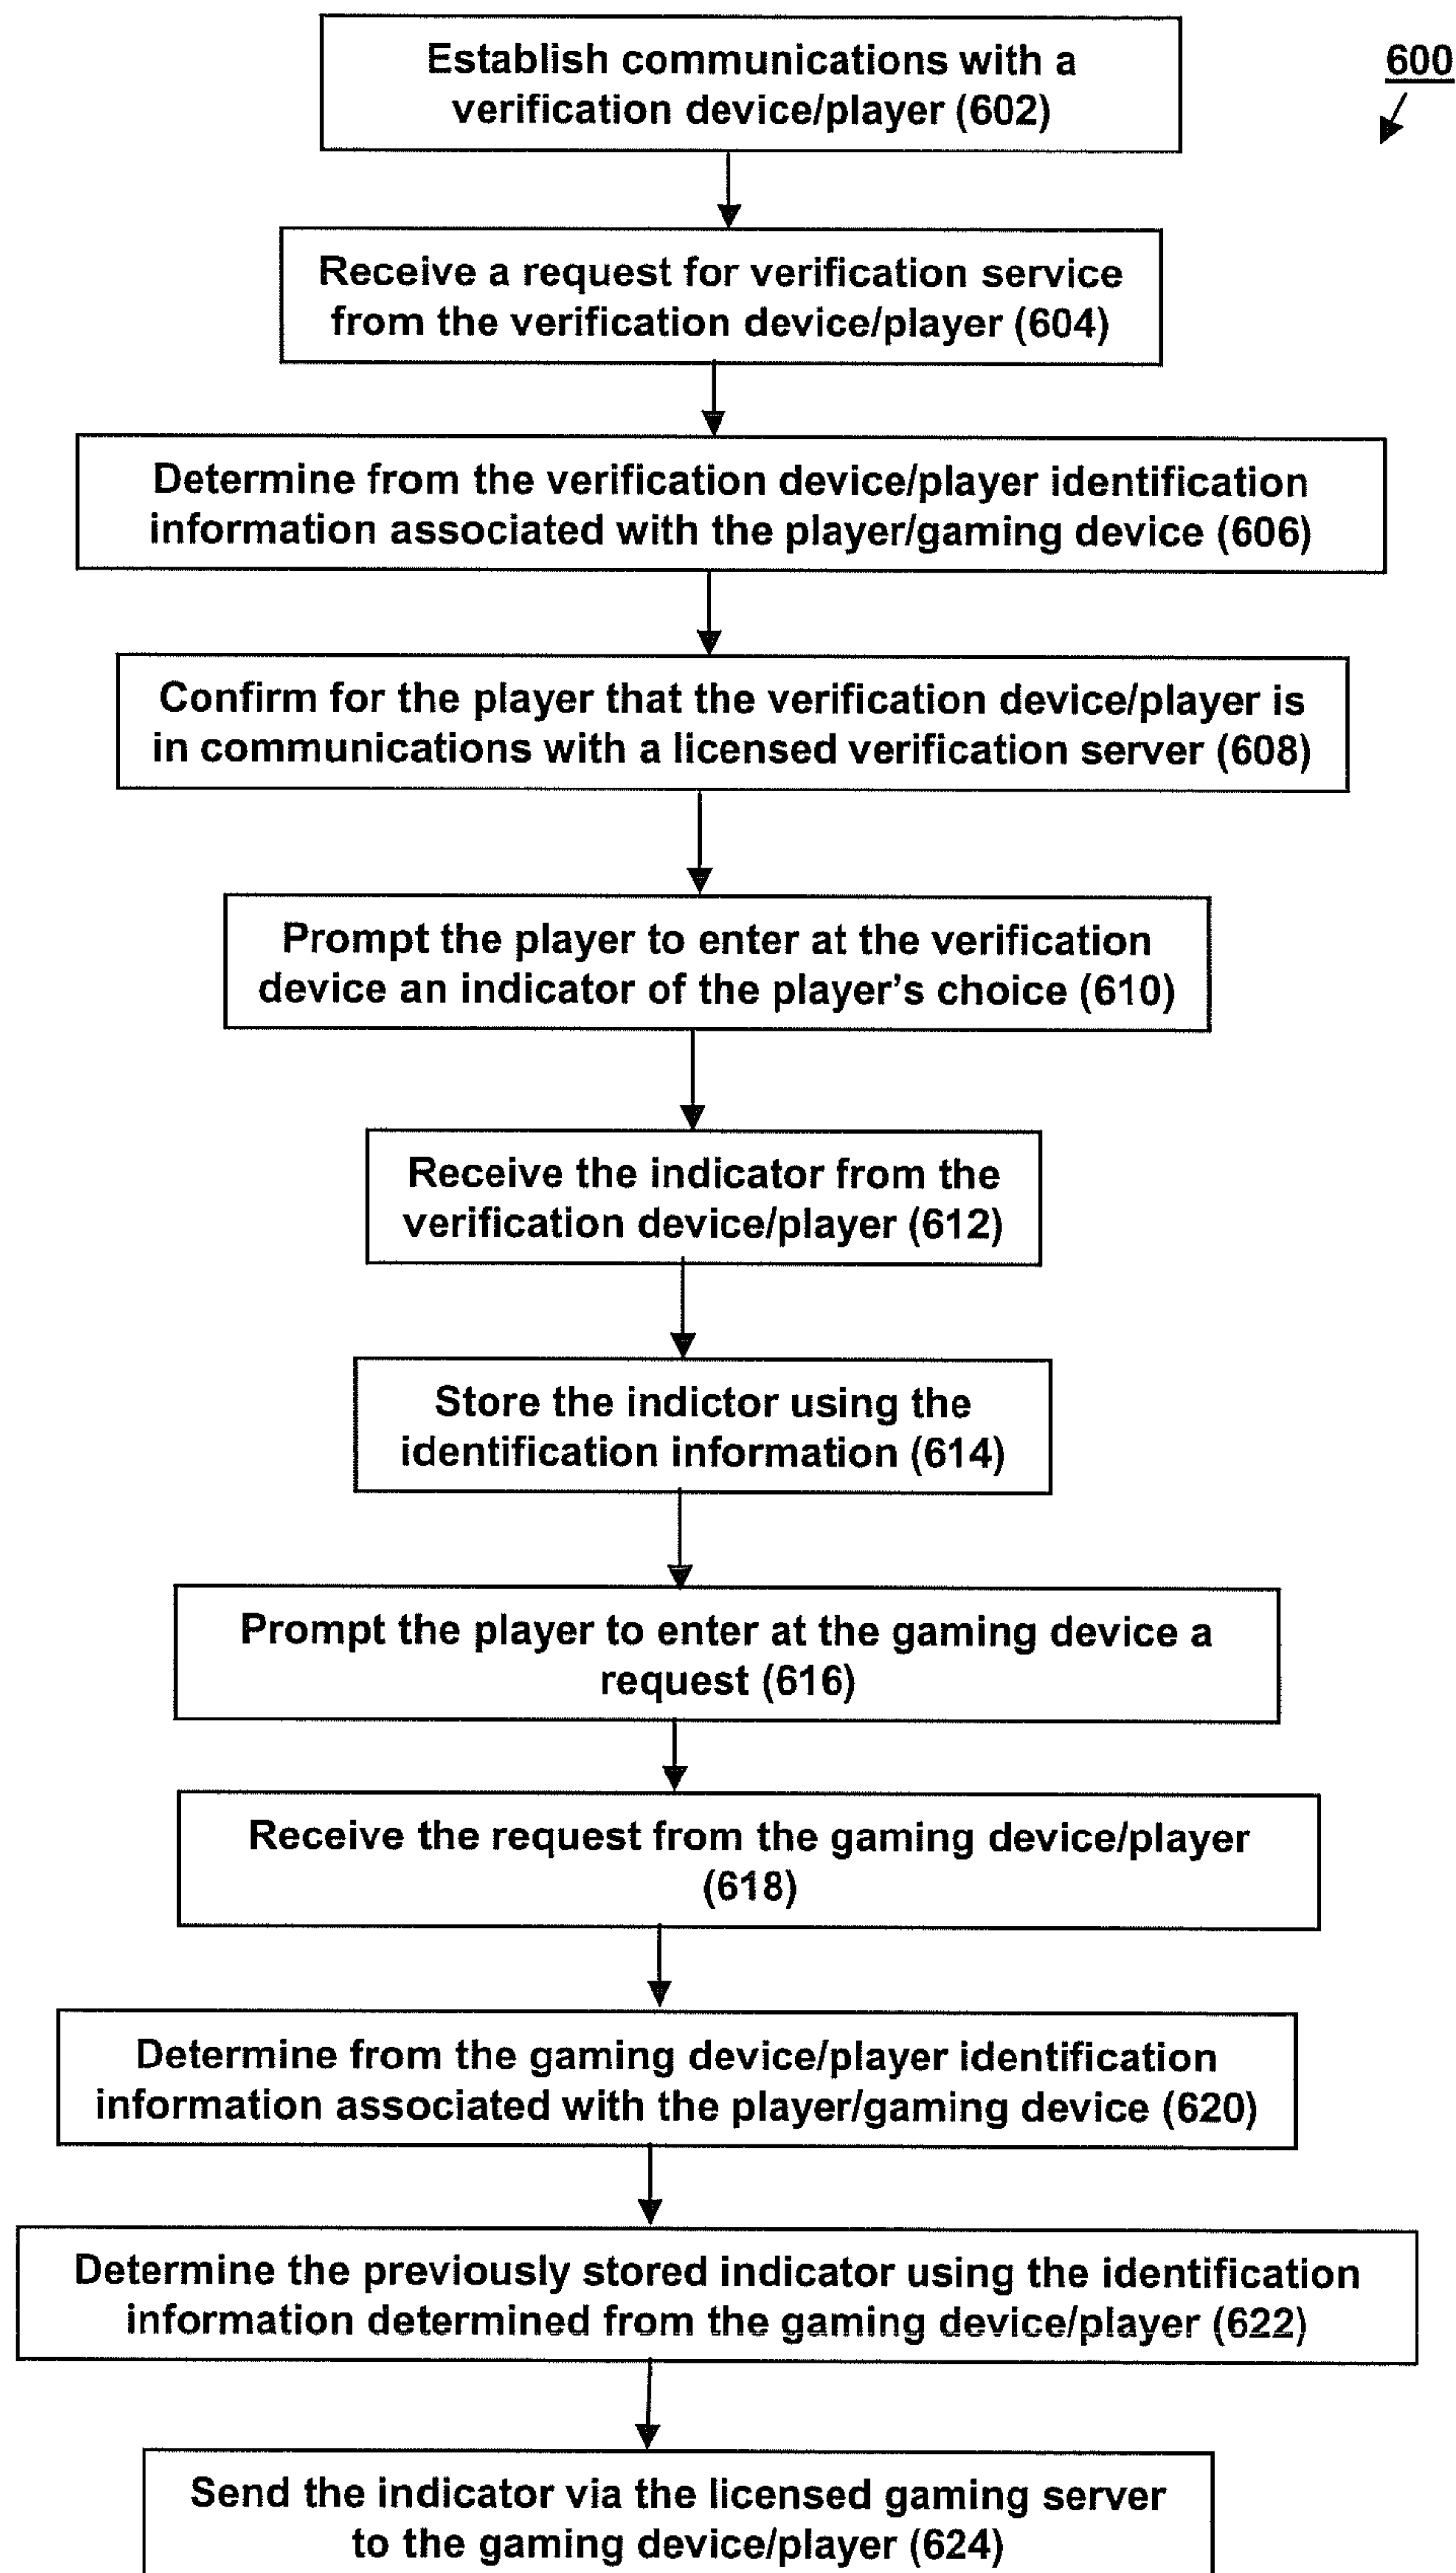 Establish communications with a
verification device/player (602)
600
Receive a request for verification service
from the verification device/player (604)
Determine from the verification device/player identification
information associated with the player/gaming device (606)
Confirm for the player that the verification device/player is
in communications with a licensed verification server (608)
Prompt the player to enter at the verification
device an indicator of the player's choice (610)
Receive the indicator from the
verification device/player (612)
Store the indictor using the
identification information (614)
Prompt the player to enter at the gaming device a
request (616)
Receive the request from the gaming device/player
(618)
Determine from the gaming device/player identification
information associated with the player/gaming device (620)
Determine the previously stored indicator using the identification
information determined from the gaming device/player (622)
Send the indicator via the licensed gaming server
to the gaming device/player (624)